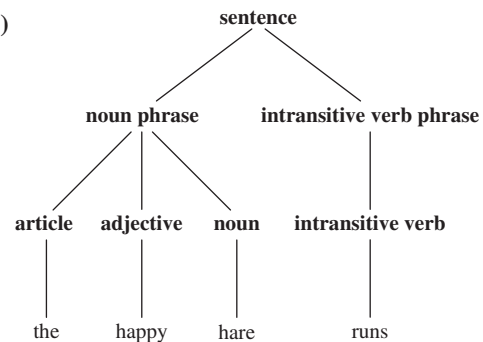 )
sentence
noun phrase intransitive verb phrase
article adjective noun intransitive verb
the happy hare runs